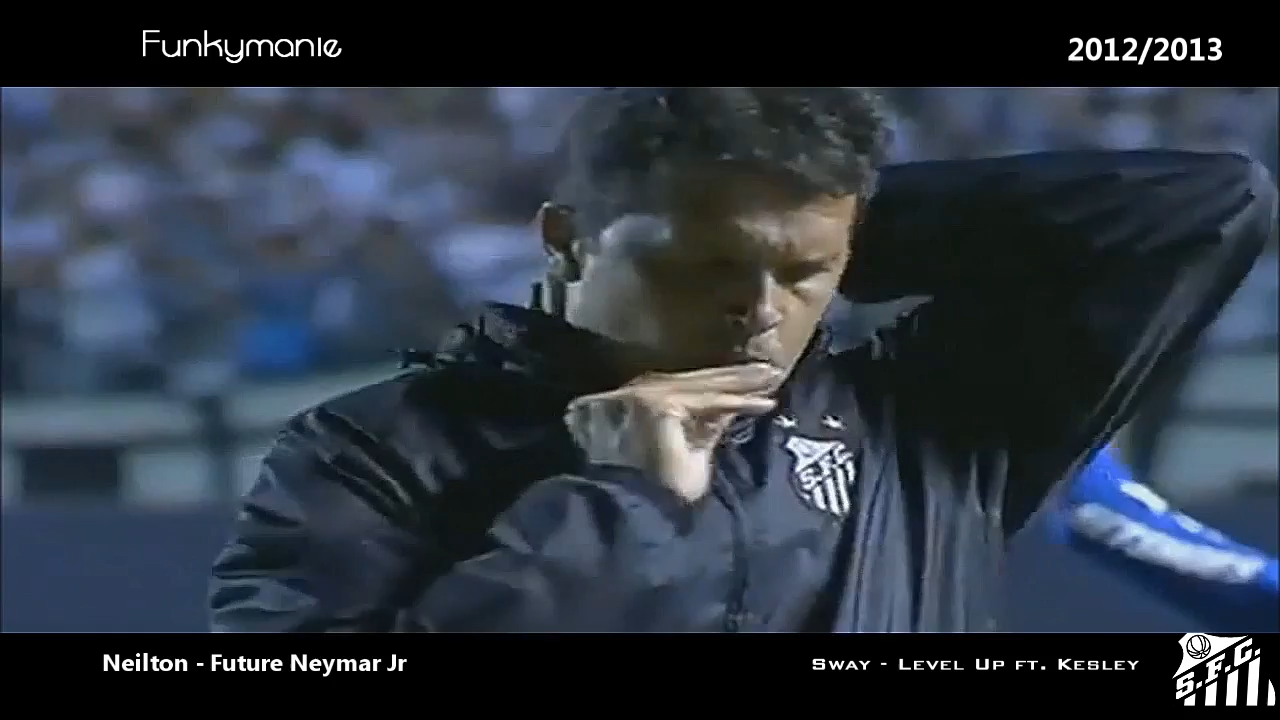 Funkymanie
2012/2013
S.F.C.
Neilton - Future Neymar Jr
Sway - Level Up ft. Kesley
S.F.C.